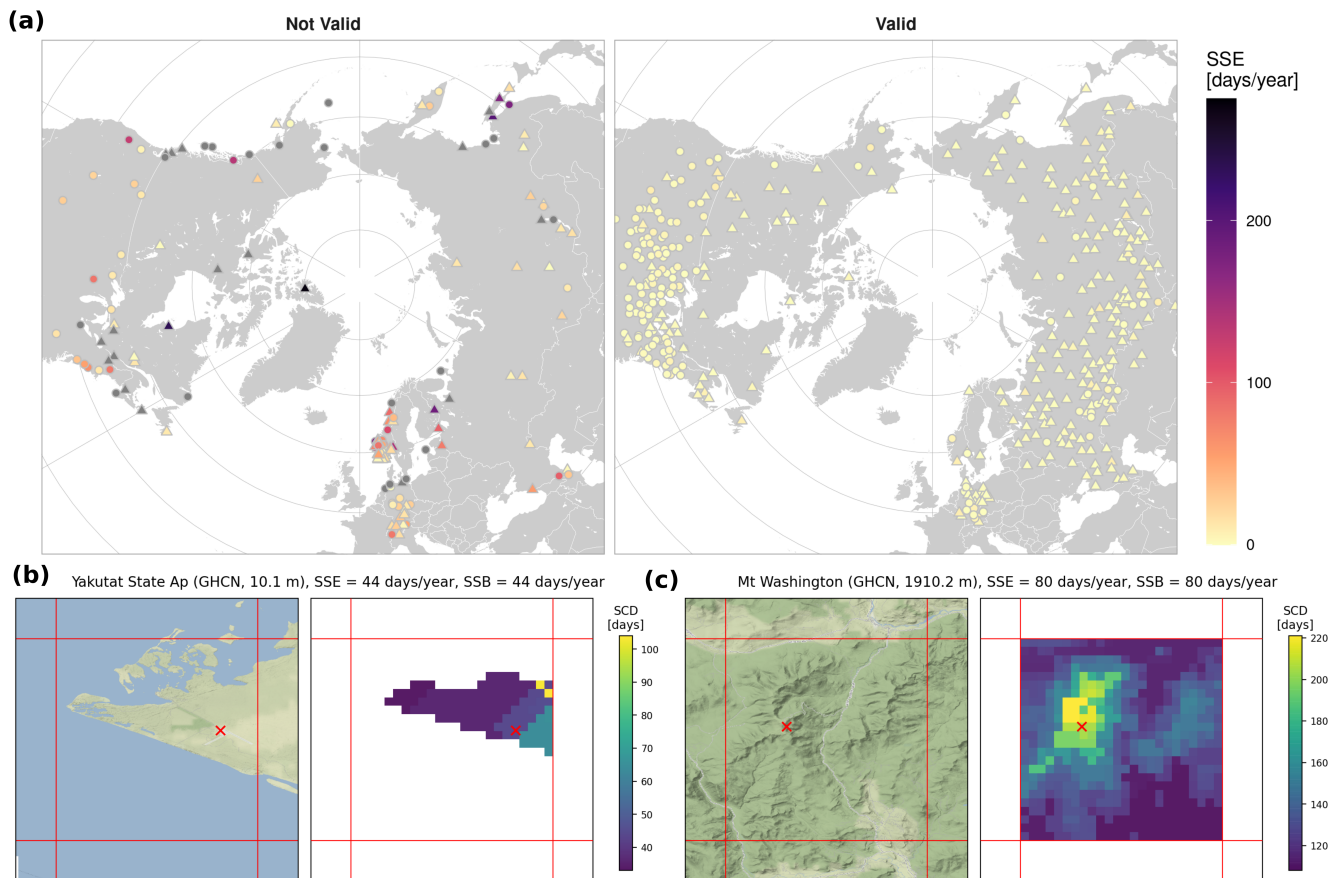 (a)
Not Valid
Valid
SSE
[days/year]
200
100
0
(b)
Yakutat State Ap (GHCN, 10.1 m), SSE = 44 days/year, SSB = 44 days/year
SCD
[days]
100
90
80
70
60
50
40
(c)
Mt Washington (GHCN, 1910.2 m), SSE = 80 days/year, SSB = 80 days/year
SCD
[days]
220
200
180
160
140
120